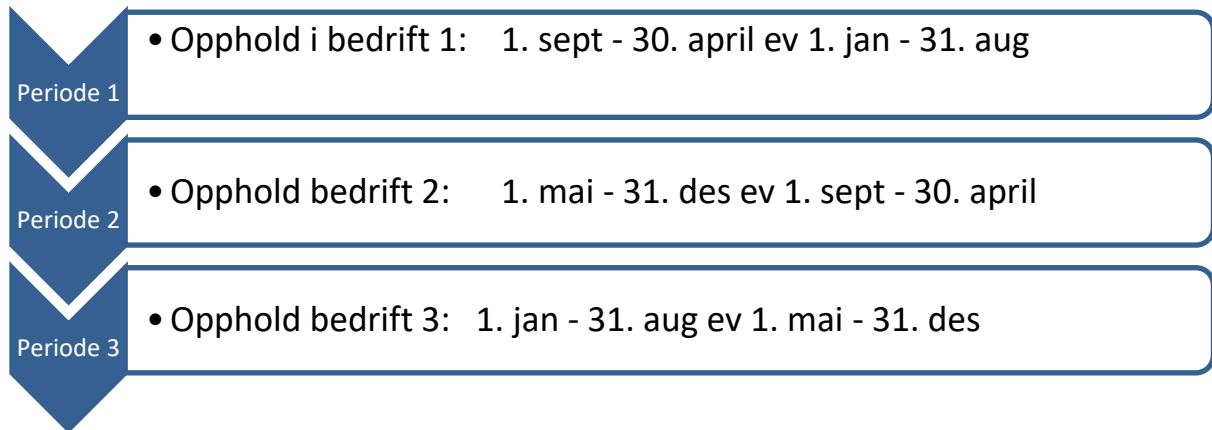 • Opphold i bedrift 1: 1. sept - 30. april ev 1. jan - 31. aug
Periode 1
• Opphold bedrift 2: 1. mai - 31. des ev 1. sept - 30. april
Periode 2
• Opphold bedrift 3: 1. jan - 31. aug ev 1. mai - 31. des
Periode 3